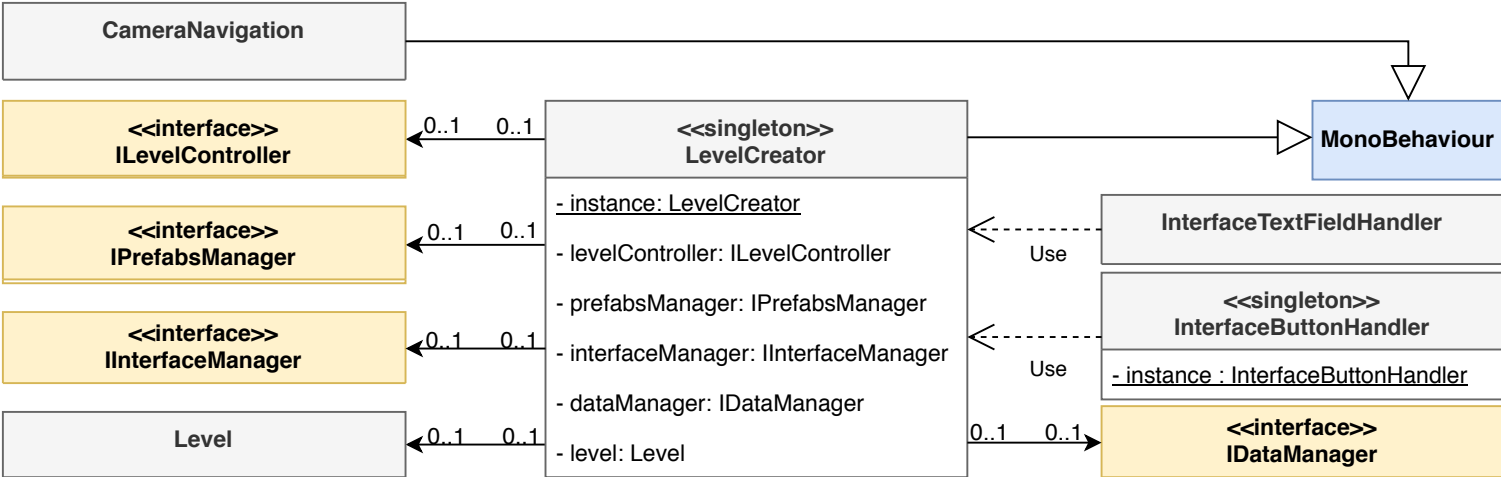 CameraNavigation
<<interface>>
ILevelController
0..1 0..1
<<singleton>>
LevelCreator
MonoBehaviour
- instance: LevelCreator
- levelController: ILevelController
- prefabsManager: IPrefabsManager
- interfaceManager: IInterfaceManager
- dataManager: IDataManager
- level: Level
<<interface>>
IPrefabsManager
0..1 0..1
<<interface>>
IInterfaceManager
0..1 0..1
Level
0..1 0..1
InterfaceTextFieldHandler
Use
<<singleton>>
InterfaceButtonHandler
- instance : InterfaceButtonHandler
Use
0..1 0..1
<<interface>>
IDataManager